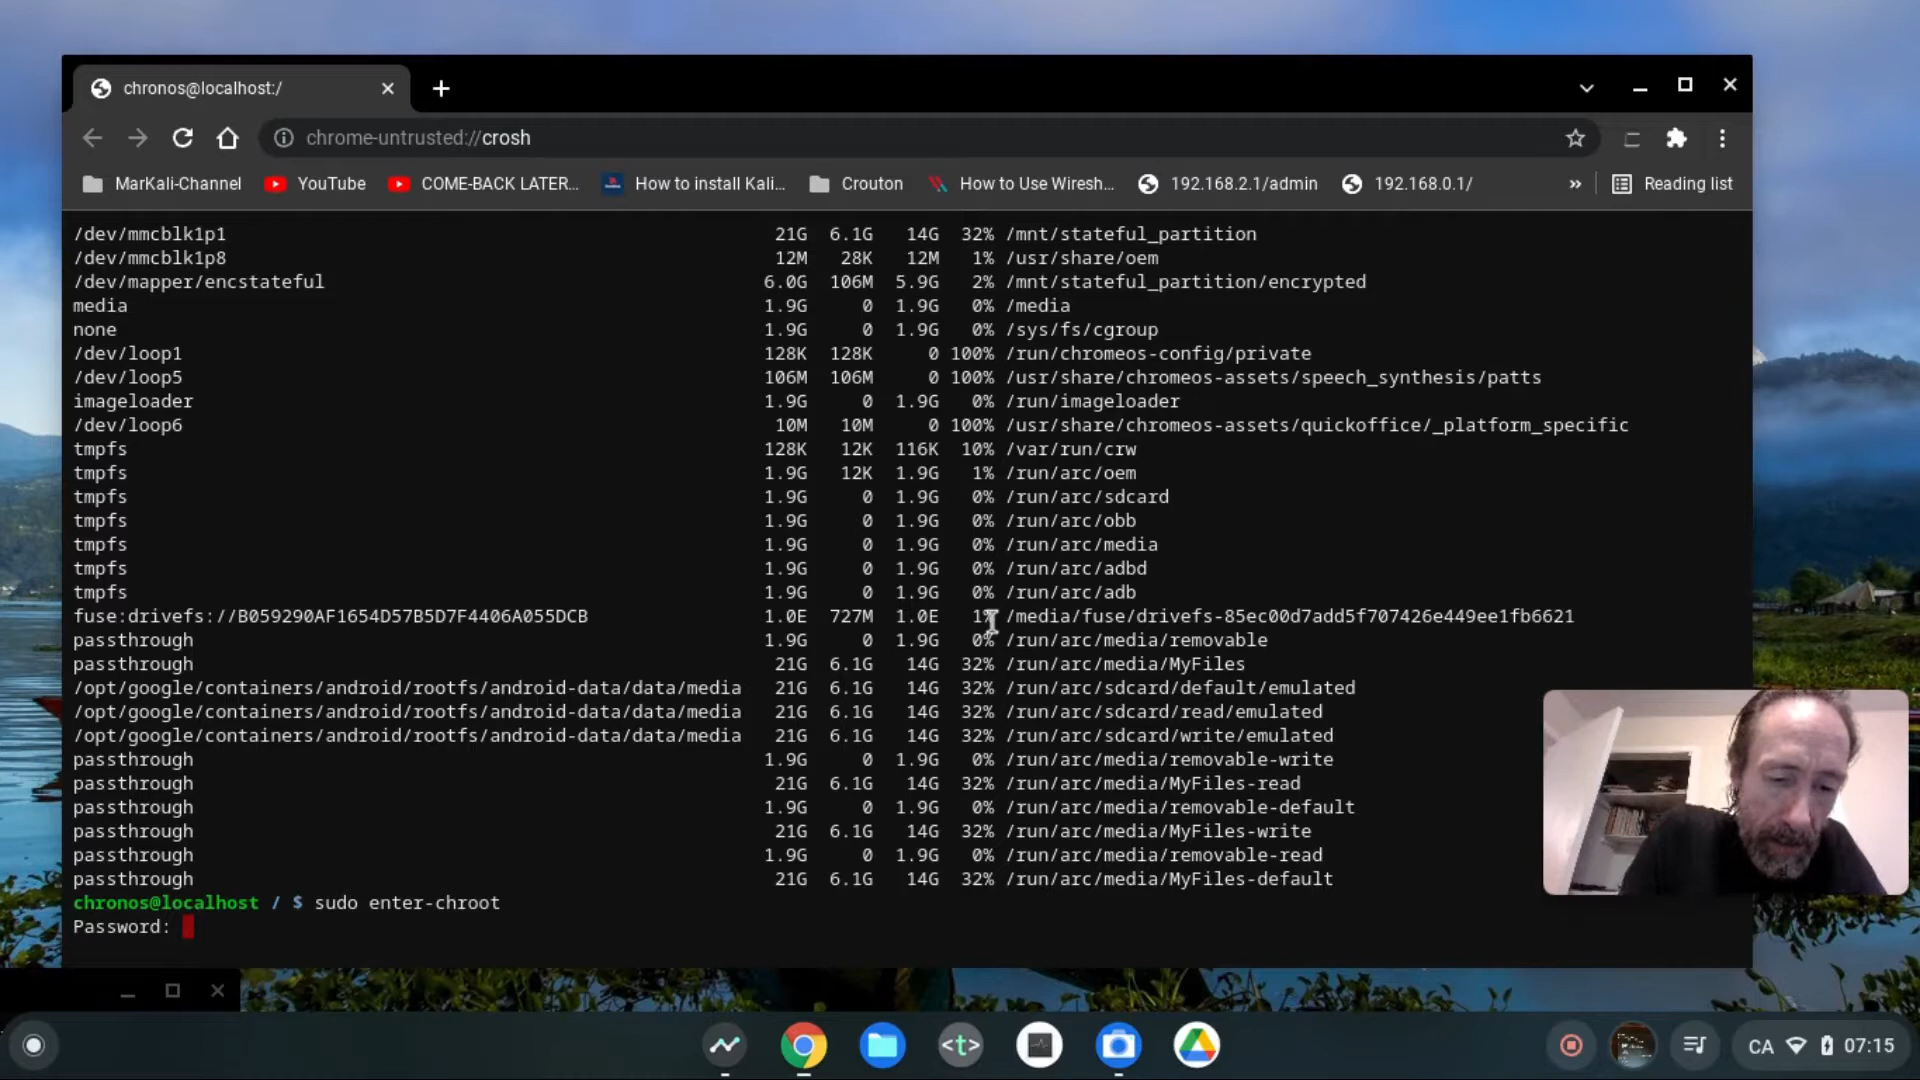 chronos@localhost:/
chrome-untrusted://crosh
MarKali-Channel YouTube COME-BACK LATER... How to install Kali... Crouton How to Use Wiresh... 192.168.2.1/admin 192.168.0.1/ » Reading list
/dev/mmcblk1p1 21G 6.1G 14G 32% /mnt/stateful_partition
/dev/mmcblk1p8 12M 28K 12M 1% /usr/share/oem
/dev/mapper/encstateful 6.0G 106M 5.9G 2% /mnt/stateful_partition/encrypted
media 1.9G 0 1.9G 0% /media
none 1.9G 0 1.9G 0% /sys/fs/cgroup
/dev/loop1 128K 128K 0 100% /run/chromeos-config/private
/dev/loop5 106M 106M 0 100% /usr/share/chromeos-assets/speech_synthesis/patts
imageloader 1.9G 0 1.9G 0% /run/imageloader
/dev/loop6 10M 10M 0 100% /usr/share/chromeos-assets/quickoffice/_platform_specific
tmpfs 128K 12K 116K 10% /var/run/crw
tmpfs 1.9G 12K 1.9G 1% /run/arc/oem
tmpfs 1.9G 0 1.9G 0% /run/arc/sdcard
tmpfs 1.9G 0 1.9G 0% /run/arc/obb
tmpfs 1.9G 0 1.9G 0% /run/arc/media
tmpfs 1.9G 0 1.9G 0% /run/arc/adbd
tmpfs 1.9G 0 1.9G 0% /run/arc/adb
fuse:drivefs://B059290AF1654D57B5D7F4406A055DCB 1.0E 727M 1.0E 1% /media/fuse/drivefs-85ec00d7add5f707426e449ee1fb6621
passthrough 1.9G 0 1.9G 0% /run/arc/media/removable
passthrough 21G 6.1G 14G 32% /run/arc/media/MyFiles
/opt/google/containers/android/rootfs/android-data/data/media 21G 6.1G 14G 32% /run/arc/sdcard/default/emulated
/opt/google/containers/android/rootfs/android-data/data/media 21G 6.1G 14G 32% /run/arc/sdcard/read/emulated
/opt/google/containers/android/rootfs/android-data/data/media 21G 6.1G 14G 32% /run/arc/sdcard/write/emulated
passthrough 1.9G 0 1.9G 0% /run/arc/media/removable-write
passthrough 21G 6.1G 14G 32% /run/arc/media/MyFiles-read
passthrough 1.9G 0 1.9G 0% /run/arc/media/removable-default
passthrough 21G 6.1G 14G 32% /run/arc/media/MyFiles-write
passthrough 1.9G 0 1.9G 0% /run/arc/media/removable-read
passthrough 21G 6.1G 14G 32% /run/arc/media/MyFiles-default
chronos@localhost / $ sudo enter-chroot
Password:
<t>
CA 07:15